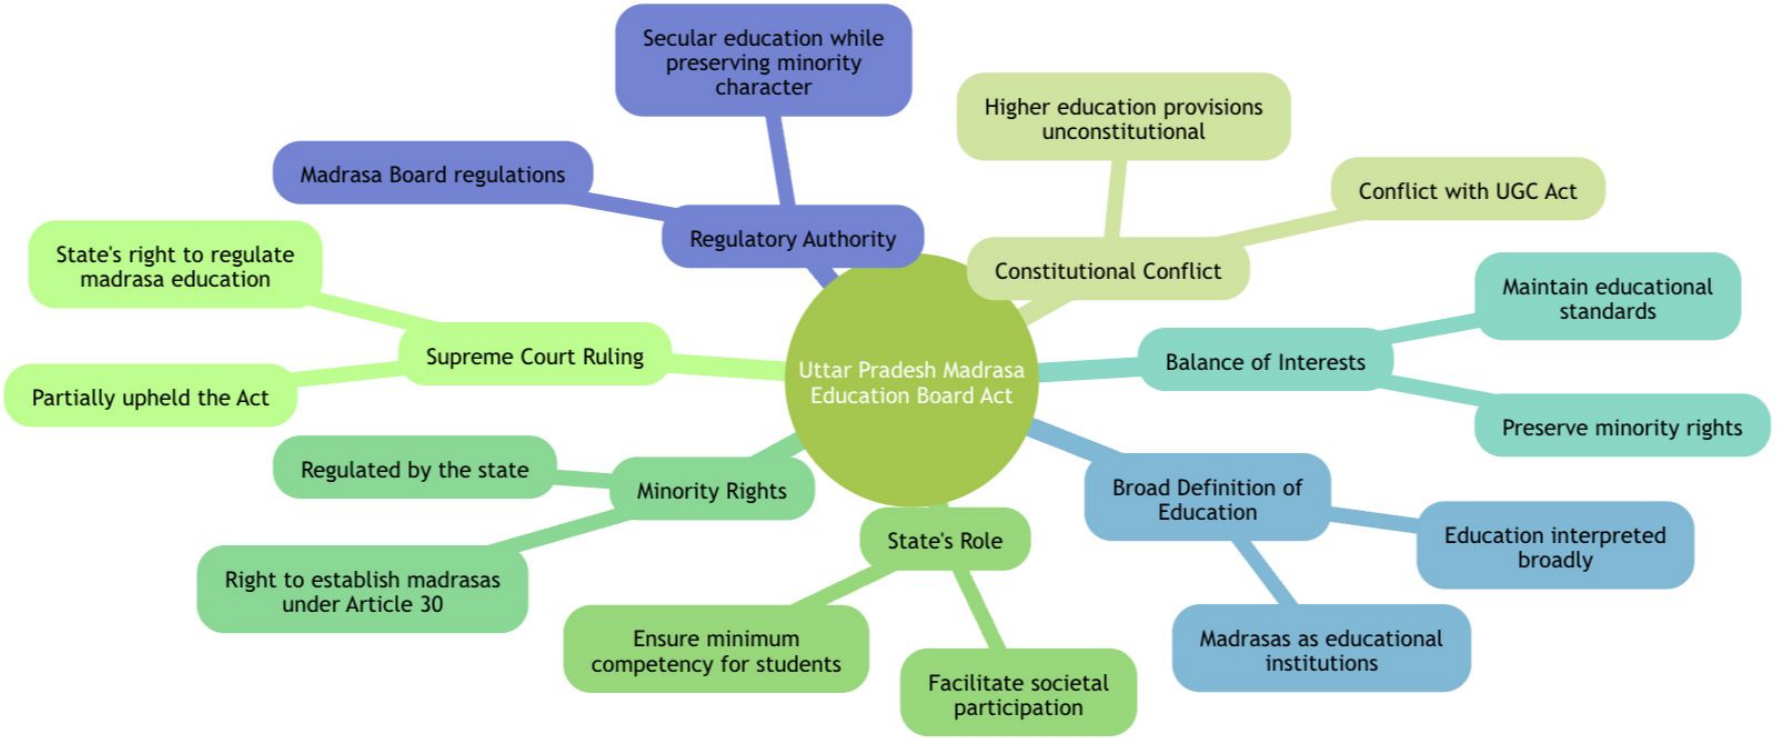 Secular education while
preserving minority
character
Higher education provisions
unconstitutional
Madrasa Board regulations
Conflict with UGC Act
Regulatory Authority
State's right to regulate
madrasa education
Constitutional Conflict
Maintain educational
standards
Supreme Court Ruling
Balance of Interests
Uttar Pradesh Madrasa
Education Board Act
Partially upheld the Act
Preserve minority rights
Regulated by the state
Minority Rights
Broad Definition of
Education
State's Role
Education interpreted
broadly
Right to establish madrasas
under Article 30
Ensure minimum
competency for students
Madrasas as educational
institutions
Facilitate societal
participation